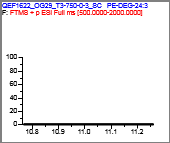 QEF1622_OG29_T3-750-0-3_SC PE-DEG-24:3
F: FTMS + p ESI Full ms [500.0000-2000.0000]
100
80
60
40
20
0
10.8 10.9 11.0 11.1 11.2